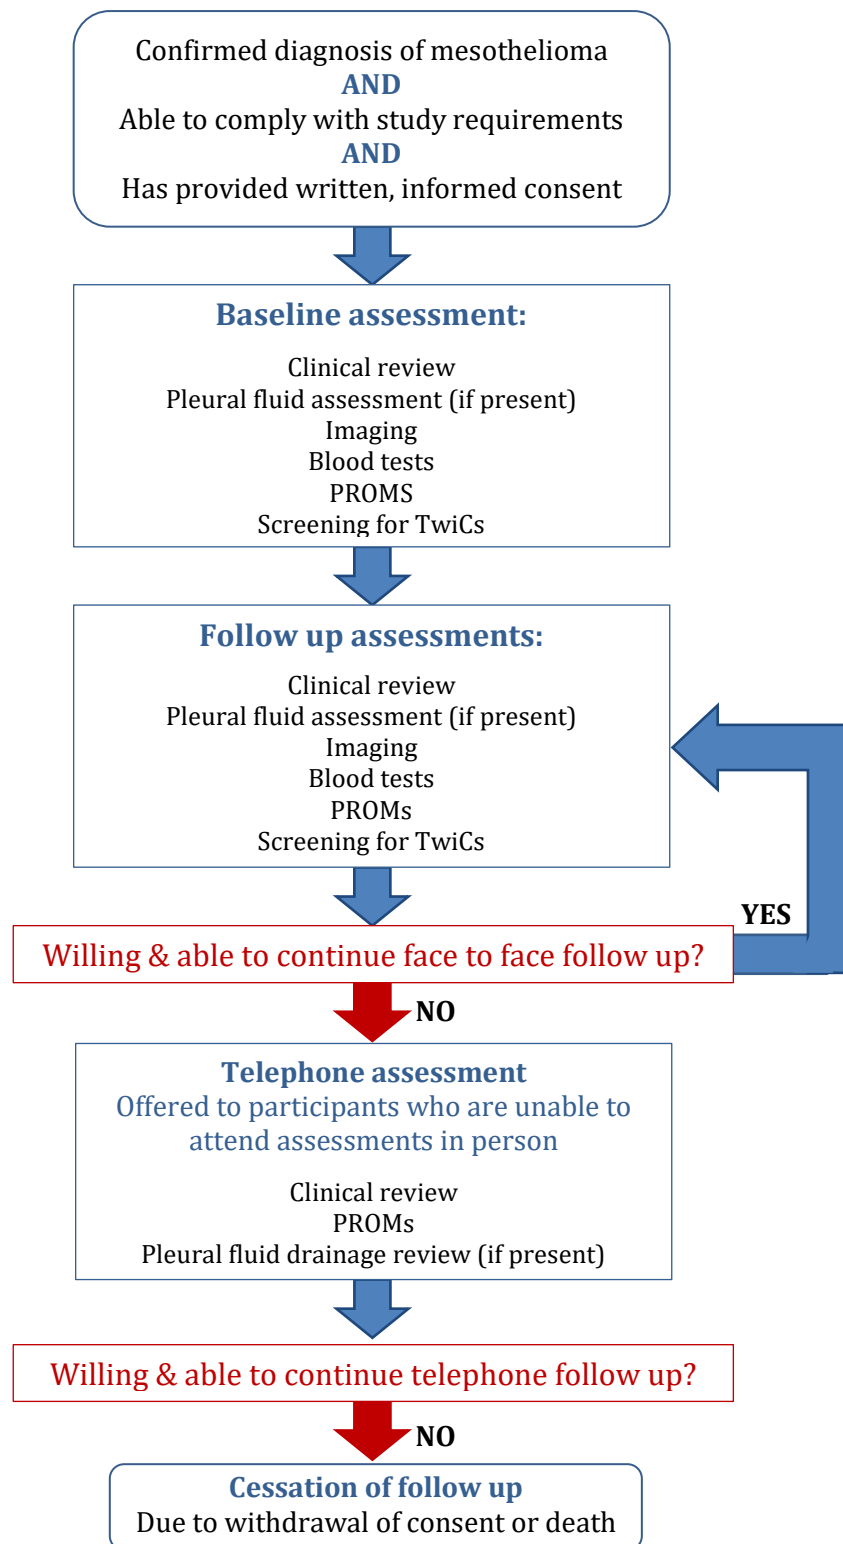 Confirmed diagnosis of mesothelioma
AND
Able to comply with study requirements
AND
Has provided written, informed consent
Baseline assessment:
Clinical review
Pleural fluid assessment (if present)
Imaging
Blood tests
PROMS
Screening for TwiCs
Follow up assessments:
Clinical review
Pleural fluid assessment (if present)
Imaging
Blood tests
PROMs
Screening for TwiCs
YES
Willing & able to continue face to face follow up?
NO
Telephone assessment
Offered to participants who are unable to
attend assessments in person
Clinical review
PROMs
Pleural fluid drainage review (if present)
Willing & able to continue telephone follow up?
NO
Cessation of follow up
Due to withdrawal of consent or death